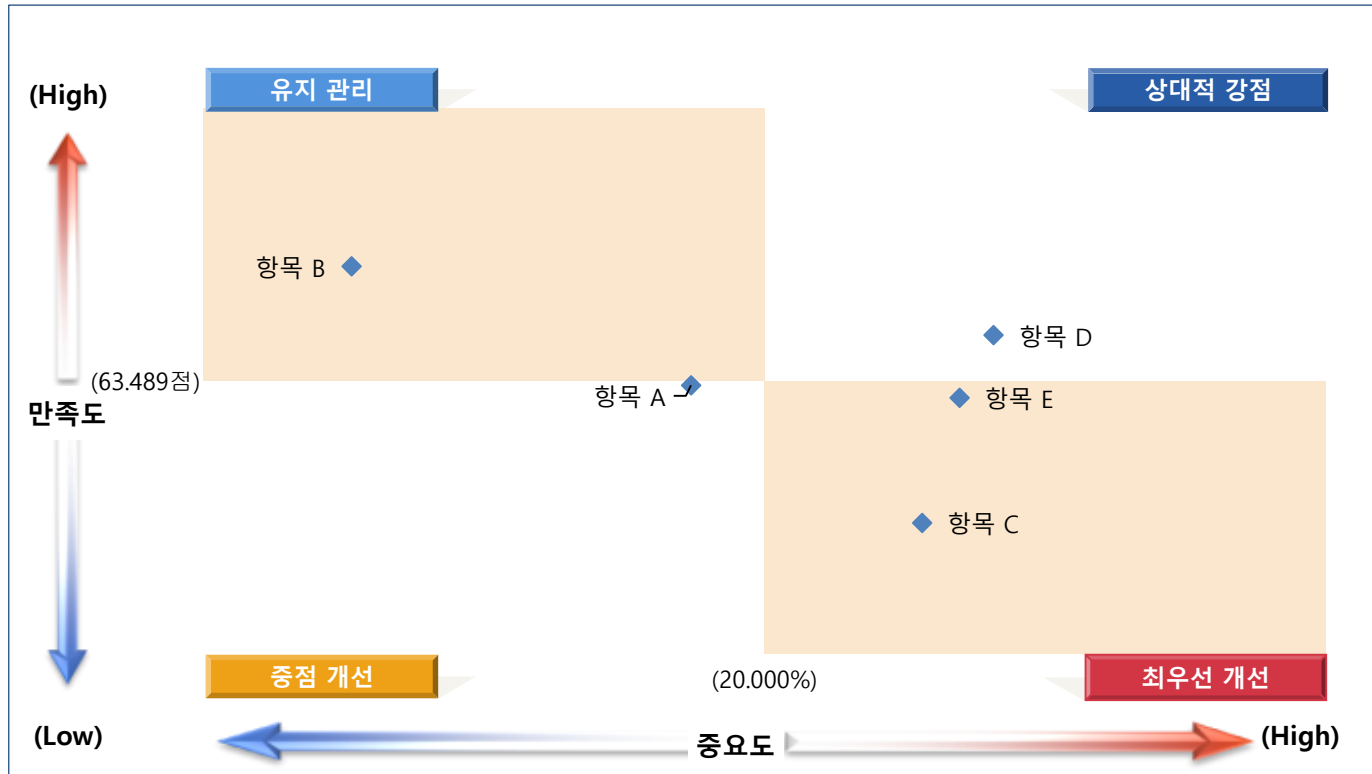 유지 관리
상대적 강점
(High)
항목 B
항목 D
(63.489점)
항목 A
항목 E
만족도
항목 C
중점 개선
(20.000%)
최우선 개선
(Low)
중요도
(High)